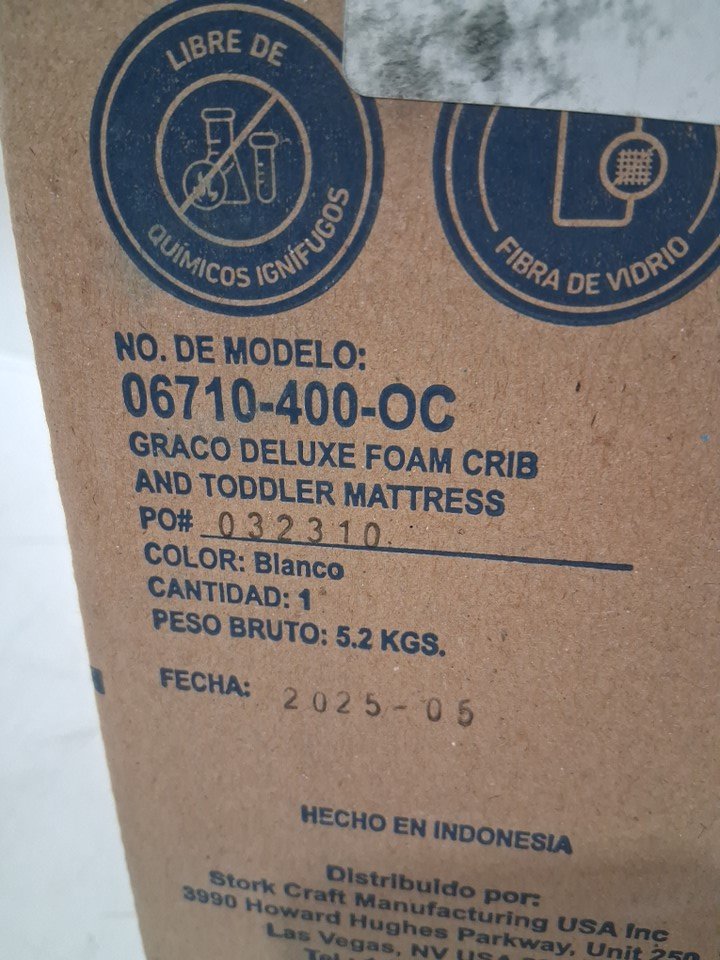 LIBRE DE
QUÍMICOS IGNÍFUGOS
FIBRA DE VIDRIO
NO. DE MODELO:
06710-400-OC
GRACO DELUXE FOAM CRIB
AND TODDLER MATTRESS
PO# 032310
COLOR: Blanco
CANTIDAD: 1
PESO BRUTO: 5.2 KGS.
FECHA: 2025-05
HECHO EN INDONESIA
Distribuido por:
Stork Craft Manufacturing USA Inc
3990 Howard Hughes Parkway, Unit 250
Las Vegas, NV USA